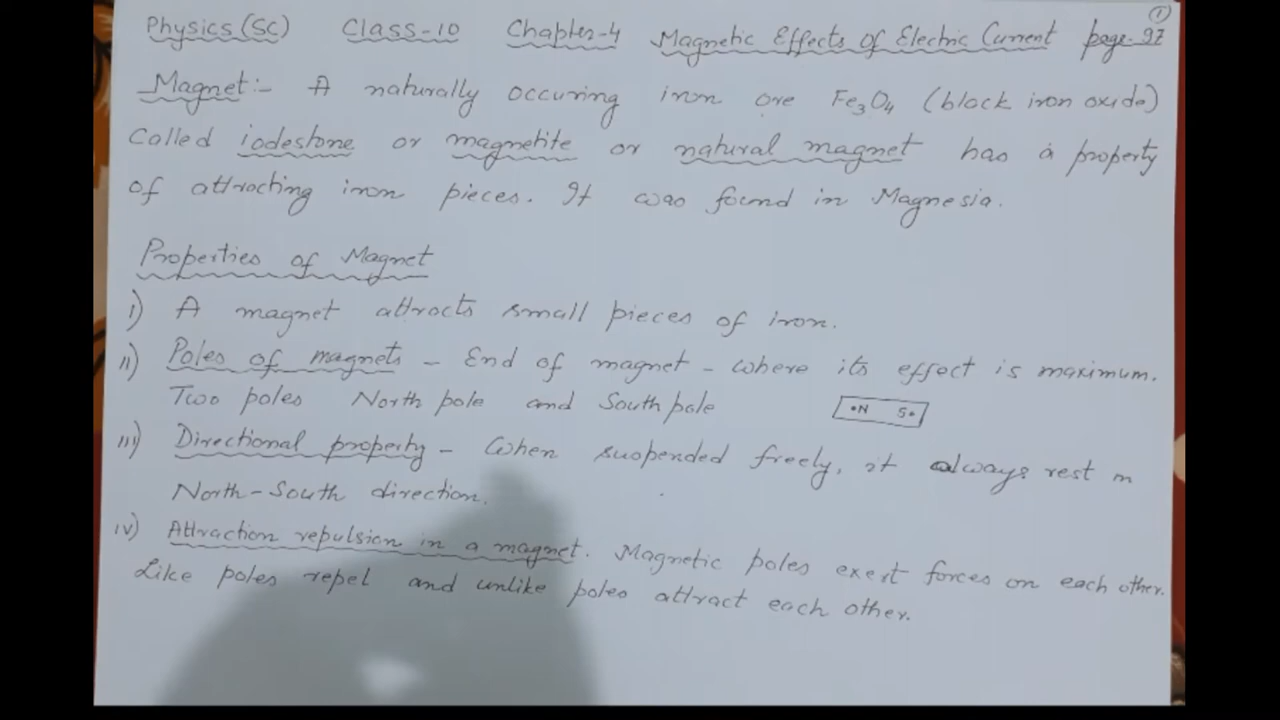 ①
Physics (SC) Class-10 Chapter-4 Magnetic Effects Of Electric Current page-97
Magnet:- A naturally occuring iron ore Fe3O4 (black iron oxide)
Called iodestone or magnetite or natural magnet has a property
of attracting iron pieces. It was found in Magnesia.
Properties of Magnet
i) A magnet attracts small pieces of iron.
ii) Poles of magnets - End of magnet - where its effect is maximum.
Two poles North pole and South pole •N S•
iii) Directional property - When suspended freely, it always rest in
North-South direction.
iv) Attraction repulsion in a magnet. Magnetic poles exert forces on each other.
Like poles repel and unlike poles attract each other.